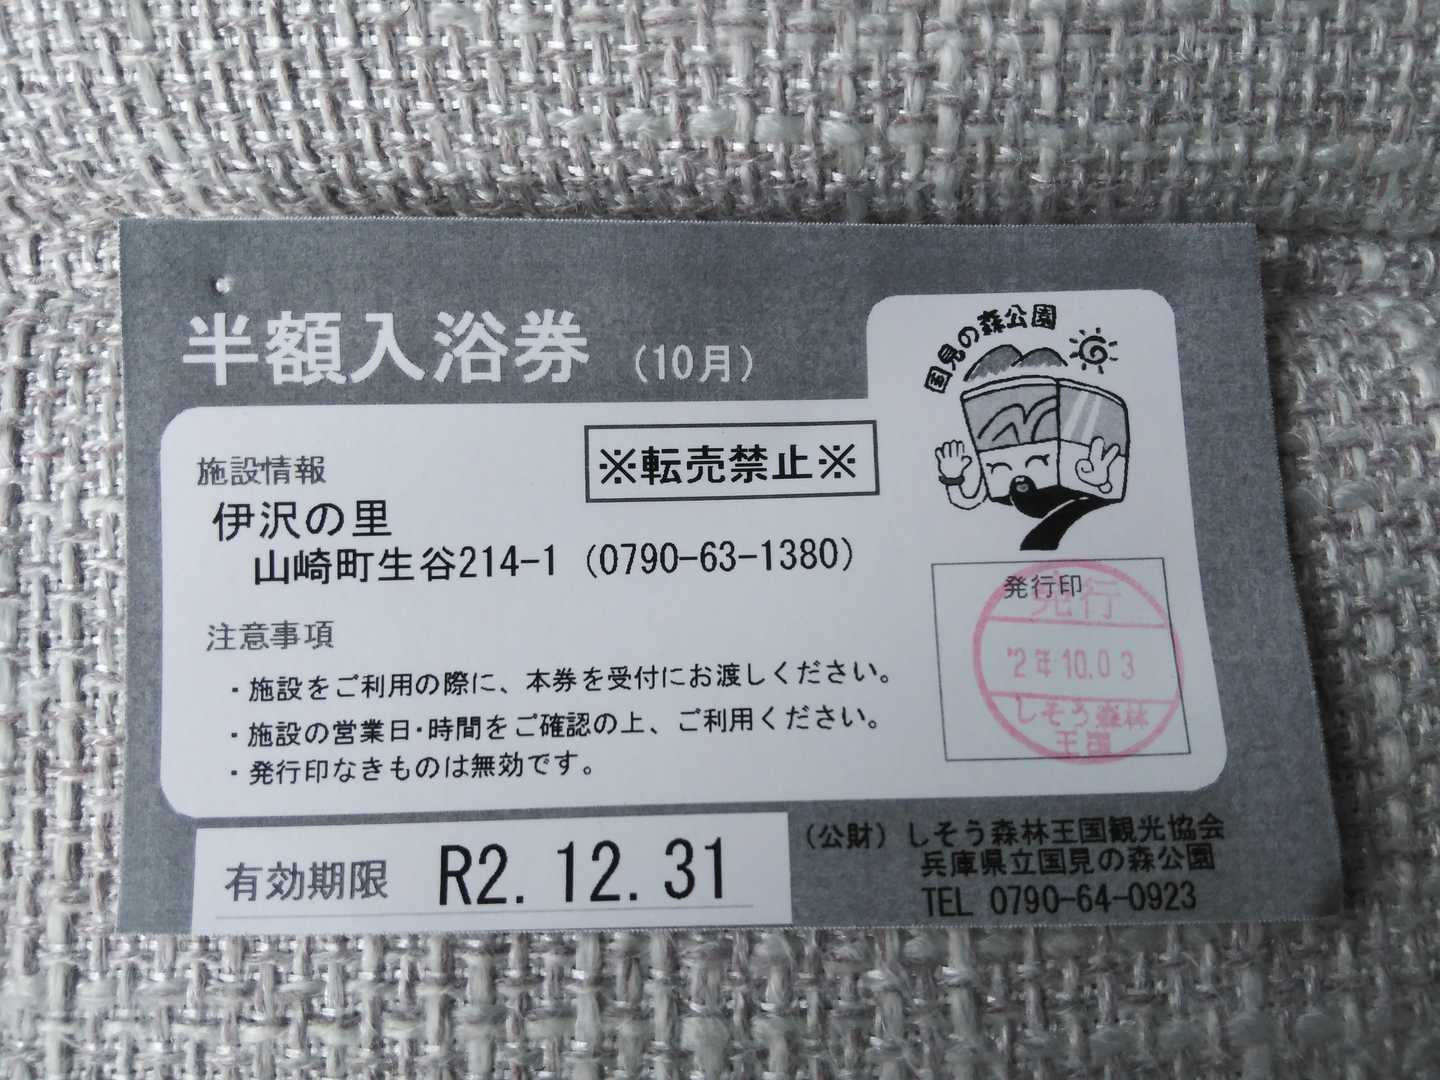 半額入浴券 (10月)
国見の森公園
※転売禁止※
施設情報
伊沢の里
山崎町生谷214-1 (0790-63-1380)
注意事項
・施設をご利用の際に、本券を受付にお渡しください。
・施設の営業日・時間をご確認の上、ご利用ください。
・発行印なきものは無効です。
発行印
発行
'2年10.03
しそう森林
王国
有効期限 R2.12.31
(公財) しそう森林王国観光協会
兵庫県立国見の森公園
TEL 0790-64-0923